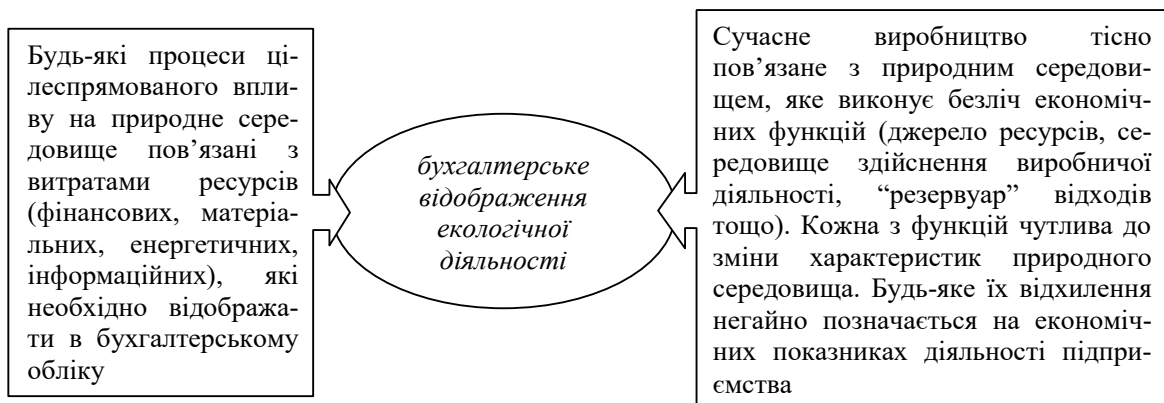 Будь-які процеси ці-
леспрямованого впли-
ву на природне сере-
довище пов’язані з
витратами ресурсів
(фінансових, матеріа-
льних, енергетичних,
інформаційних), які
необхідно відобража-
ти в бухгалтерському
обліку
бухгалтерське
відображення
екологічної
діяльності
Сучасне виробництво тісно
пов’язане з природним середови-
щем, яке виконує безліч економіч-
них функцій (джерело ресурсів, се-
редовище здійснення виробничої
діяльності, “резервуар” відходів
тощо). Кожна з функцій чутлива до
зміни характеристик природного
середовища. Будь-яке їх відхилення
негайно позначається на економіч-
них показниках діяльності підпри-
ємства